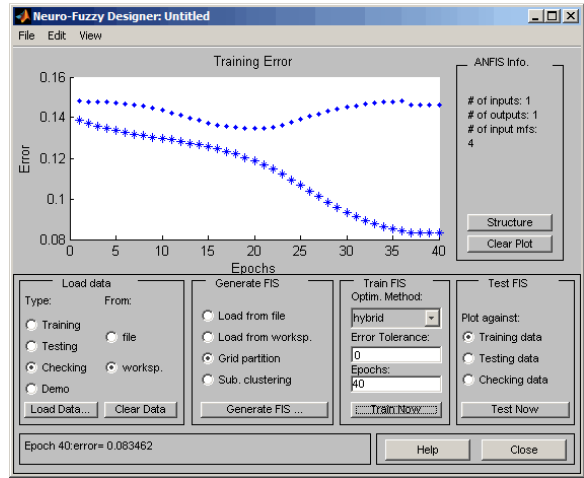 Neuro-Fuzzy Designer: Untitled
File Edit View
Training Error
0.16
0.14
0.12
0.1
0.08
Error
0 5 10 15 20 25 30 35 40
Epochs
ANFIS Info.
# of inputs: 1
# of outputs: 1
# of input mfs:
4
Structure
Clear Plot
Load data
Type: From:
Training
Testing
Checking
Demo
file
worksp.
Load Data... Clear Data
Generate FIS
Load from file
Load from worksp.
Grid partition
Sub. clustering
Generate FIS ...
Train FIS
Optim. Method:
hybrid
Error Tolerance:
0
Epochs:
40
Train Now
Test FIS
Plot against:
Training data
Testing data
Checking data
Test Now
Epoch 40:error= 0.083462
Help Close